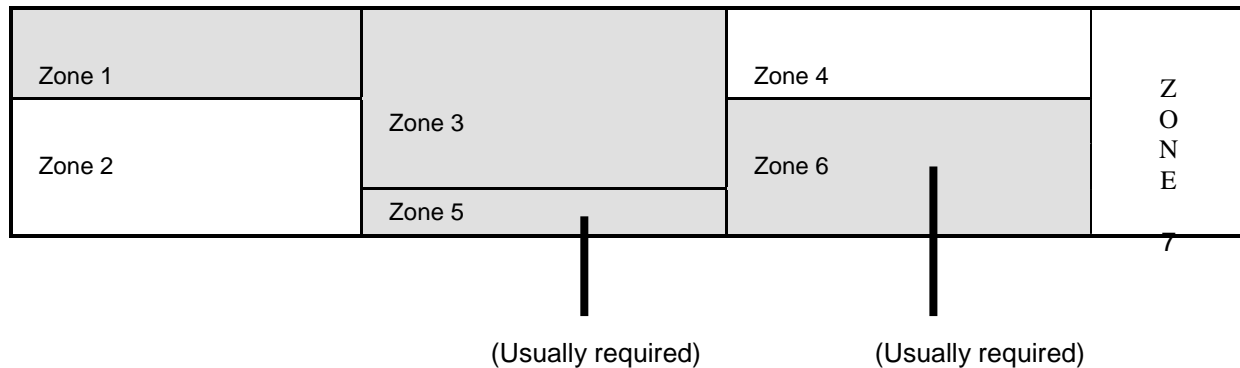 Zone 1
Zone 2
Zone 3
Zone 5
Zone 4
Zone 6
Z
O
N
E
7
(Usually required)
(Usually required)